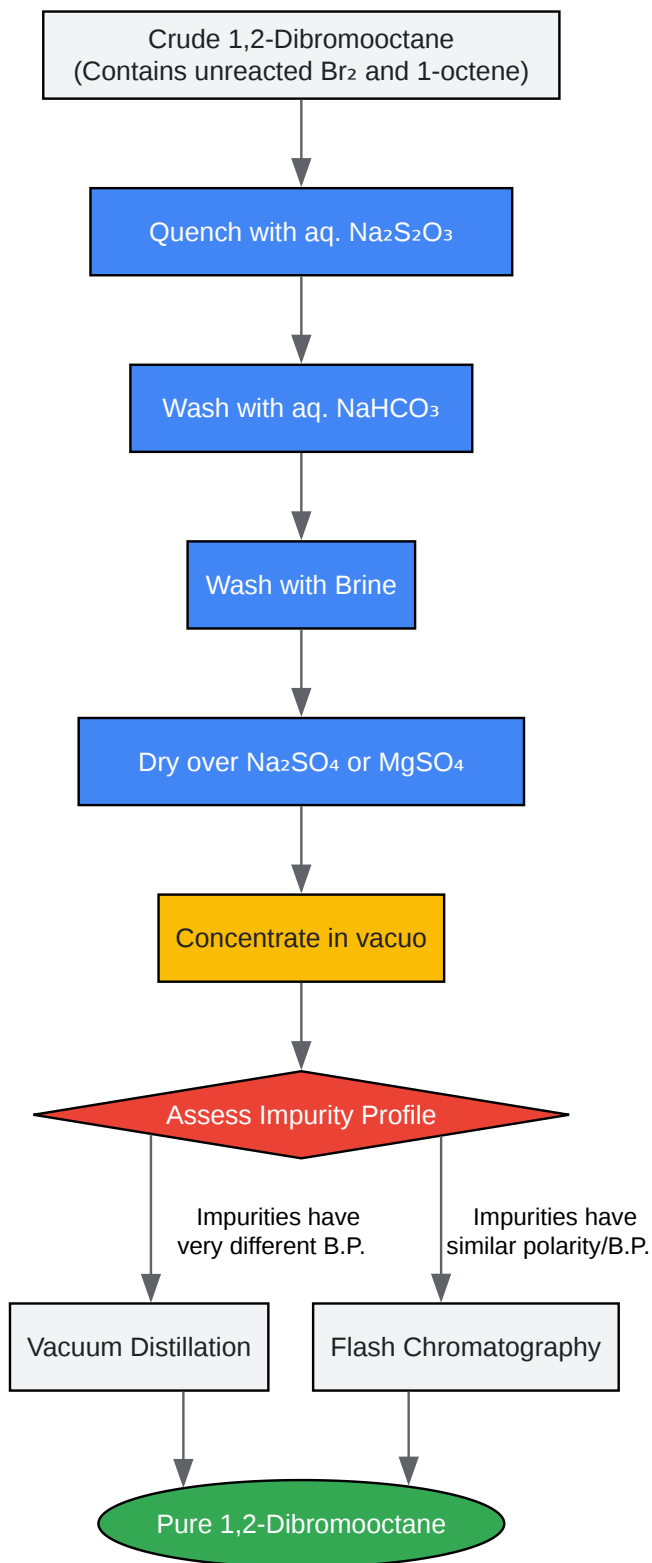 Crude 1,2-Dibromooctane
(Contains unreacted Br₂ and 1-octene)
Quench with aq. Na₂S₂O₃
Wash with aq. NaHCO₃
Wash with Brine
Dry over Na₂SO₄ or MgSO₄
Concentrate in vacuo
Assess Impurity Profile
Impurities have
very different B.P.
Impurities have
similar polarity/B.P.
Vacuum Distillation
Flash Chromatography
Pure 1,2-Dibromooctane